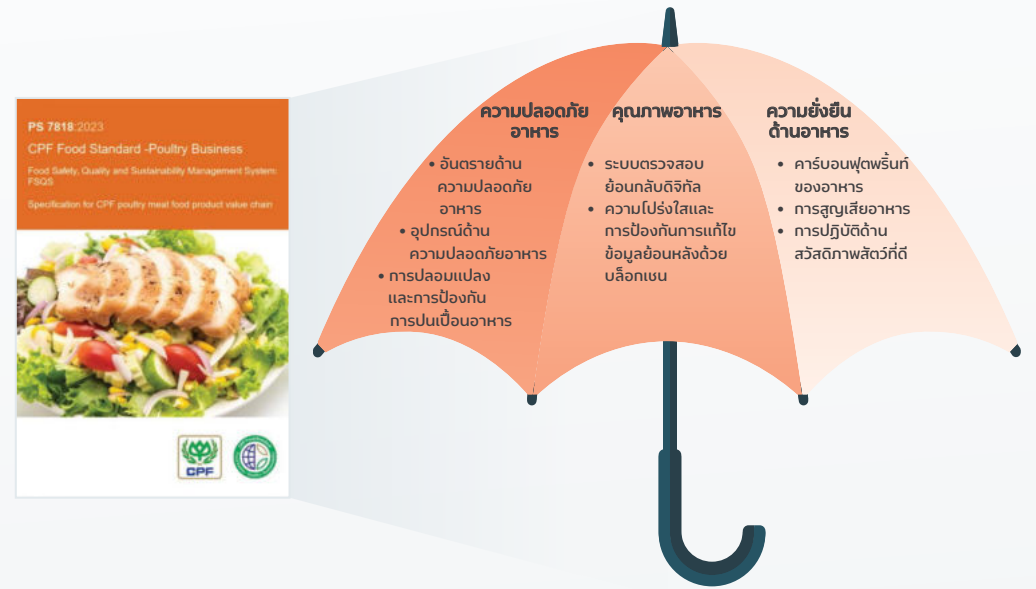 PS 7818:2023
CPF Food Standard -Poultry Business
Food Safety, Quality and Sustainability Management System:
FSQS
Specification for CPF poultry meat food product value chain
CPF
ความปลอดภัย
อาหาร
• อันตรายด้าน
ความปลอดภัย
อาหาร
• อุปกรณ์ด้าน
ความปลอดภัยอาหาร
• การปลอมแปลง
และการป้องกัน
การปนเปื้อนอาหาร
คุณภาพอาหาร
• ระบบตรวจสอบ
ย้อนกลับดิจิทัล
• ความโปร่งใสและ
การป้องกันการแก้ไข
ข้อมูลย้อนหลังด้วย
บล็อกเชน
ความยั่งยืน
ด้านอาหาร
• คาร์บอนฟุตพริ้นท์
ของอาหาร
• การสูญเสียอาหาร
• การปฏิบัติด้าน
สวัสดิภาพสัตว์ที่ดี